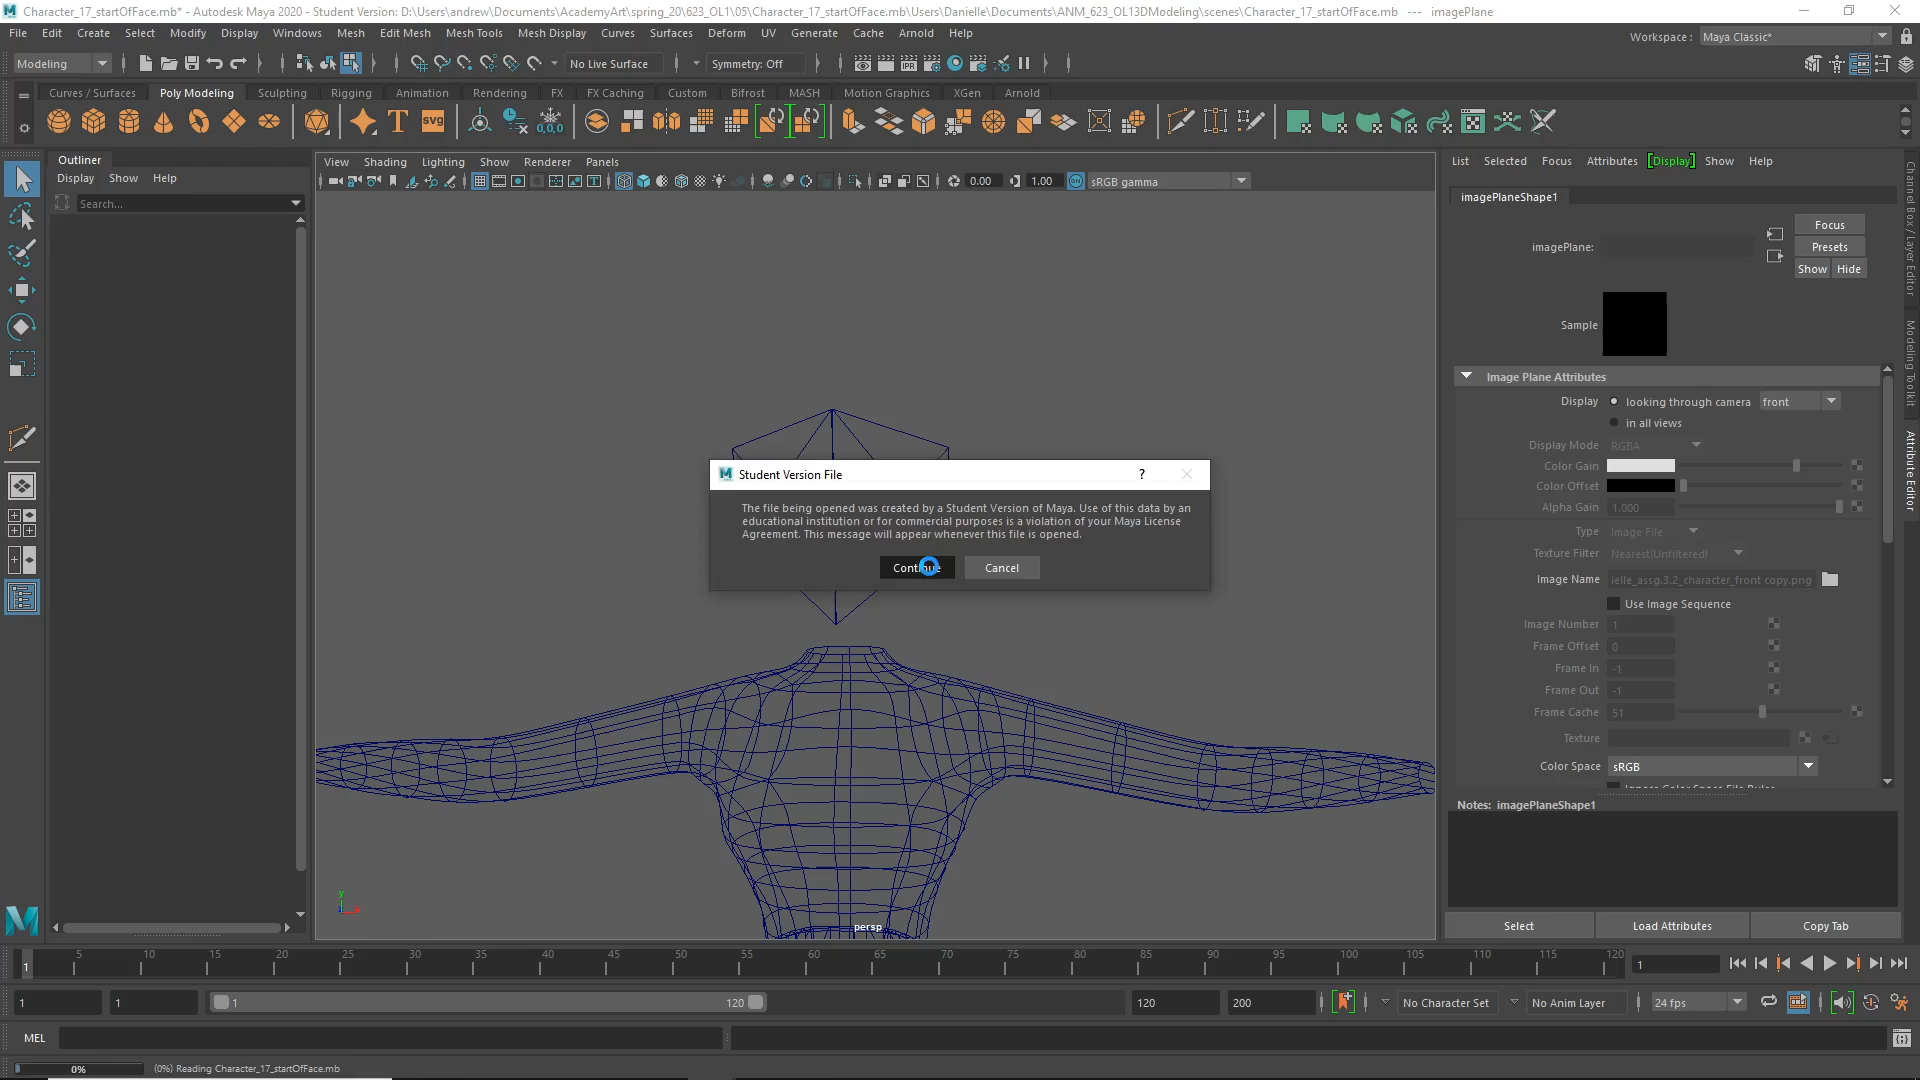 Character_17_startOfFace.mb* - Autodesk Maya 2020 - Student Version: D:\Users\andrew\Documents\AcademyArt\spring_20\623_OL1\05\Character_17_startOfFace.mb\Users\Danielle\Documents\ANM_623_OL13DModeling\scenes\Character_17_startOfFace.mb --- imagePlane
File Edit Create Select Modify Display Windows Mesh Edit Mesh Mesh Tools Mesh Display Curves Surfaces Deform UV Generate Cache Arnold Help
Workspace : Maya Classic*
Modeling No Live Surface Symmetry: Off
Curves / Surfaces Poly Modeling Sculpting Rigging Animation Rendering FX FX Caching Custom Bifrost MASH Motion Graphics XGen Arnold
Outliner
Display Show Help
Search...
View Shading Lighting Show Renderer Panels
0.00 1.00 sRGB gamma
List Selected Focus Attributes Display Show Help
imagePlaneShape1
imagePlane:
Focus
Presets
Show Hide
Sample
Image Plane Attributes
Display looking through camera front
in all views
Display Mode RGBA
Color Gain
Color Offset
Alpha Gain 1.000
Type Image File
Texture Filter Nearest(Unfiltered)
Image Name ielle_assg.3.2_character_front copy.png
Use Image Sequence
Image Number 1
Frame Offset 0
Frame In -1
Frame Out -1
Frame Cache 51
Texture
Color Space sRGB
Ignore Color Space File Rules
Notes: imagePlaneShape1
Select Load Attributes Copy Tab
Channel Box / Layer Editor
Modeling Toolkit
Attribute Editor
Student Version File ?
The file being opened was created by a Student Version of Maya. Use of this data by an
educational institution or for commercial purposes is a violation of your Maya License
Agreement. This message will appear whenever this file is opened.
Continue Cancel
persp
5 10 15 20 25 30 35 40 45 50 55 60 65 70 75 80 85 90 95 100 105 110 115 120
1 1
1 1 1 120 120 200 No Character Set No Anim Layer 24 fps
MEL
0% (0%) Reading Character_17_startOfFace.mb